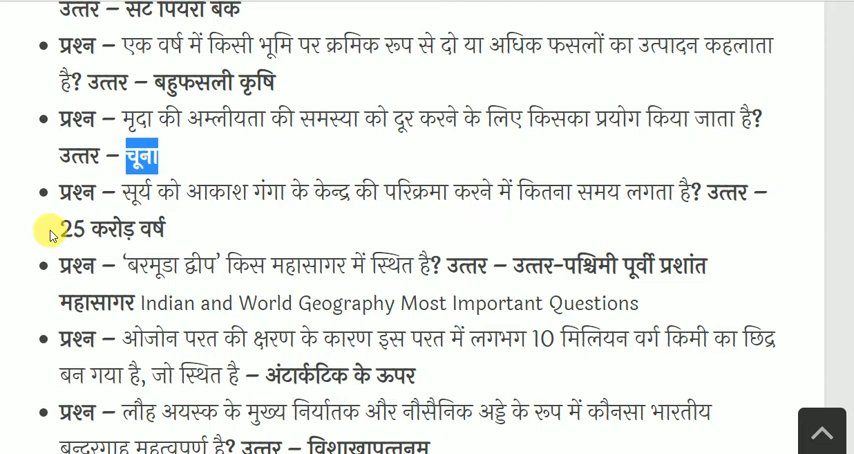 उत्तर – सेंट पियरी बैंक
प्रश्न – एक वर्ष में किसी भूमि पर क्रमिक रूप से दो या अधिक फसलों का उत्पादन कहलाता
है? उत्तर – बहुफसली कृषि
प्रश्न – मृदा की अम्लीयता की समस्या को दूर करने के लिए किसका प्रयोग किया जाता है?
उत्तर – चूना
प्रश्न – सूर्य को आकाश गंगा के केन्द्र की परिक्रमा करने में कितना समय लगता है? उत्तर –
25 करोड़ वर्ष
प्रश्न – ‘बरमूडा द्वीप’ किस महासागर में स्थित है? उत्तर – उत्तर-पश्चिमी पूर्वी प्रशांत
महासागर Indian and World Geography Most Important Questions
प्रश्न – ओजोन परत की क्षरण के कारण इस परत में लगभग 10 मिलियन वर्ग किमी का छिद्र
बन गया है, जो स्थित है – अंटार्कटिक के ऊपर
प्रश्न – लौह अयस्क के मुख्य निर्यातक और नौसैनिक अड्डे के रूप में कौनसा भारतीय
बन्दरगाह महत्वपूर्ण है? उत्तर – विशाखापत्तनम